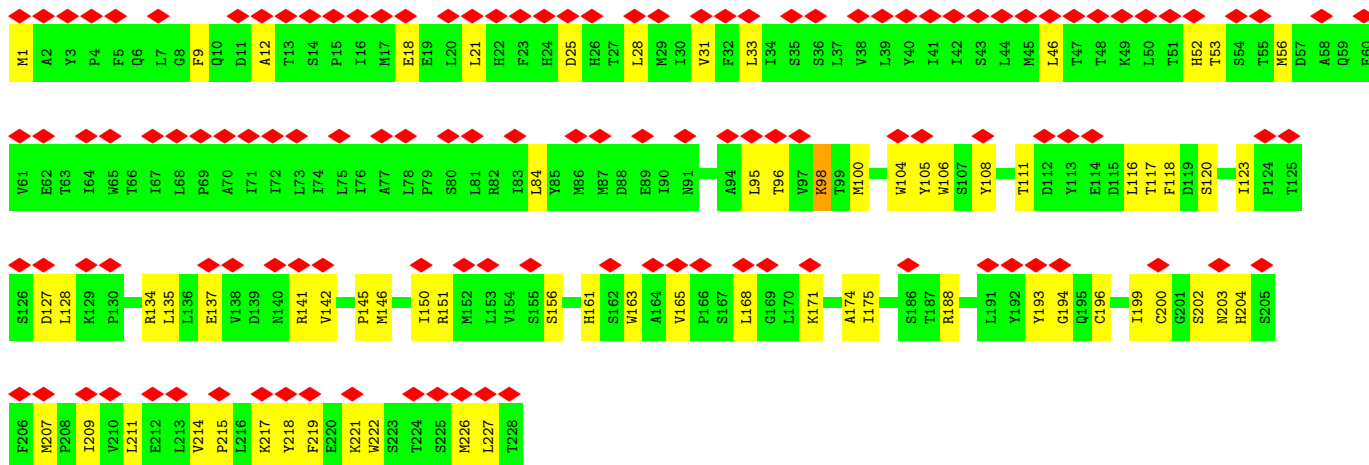 M1 A2 Y3 P4 F5 Q6 L7 G8 F9 Q10 D11 A12 T13 S14 P15 I16 M17 E18 E19 L20 L21 H22 F23 H24 D25 H26 T27 L28 M29 I30 V31 F32 L33 I34 S35 S36 L37 V38 L39 Y40 I41 I42 S43 L44 M45 L46 T47 T48 K49 L50 T51 H52 T53 S54 T55 M56 D57 A58 Q59 E60
V61 E62 T63 I64 W65 T66 I67 L68 P69 A70 I71 I72 L73 I74 L75 I76 A77 L78 P79 S80 L81 R82 I83 L84 Y85 M86 M87 D88 E89 I90 N91 A94 L95 T96 V97 K98 T99 M100 W104 Y105 W106 S107 Y108 T111 D112 Y113 E114 D115 L116 T117 F118 D119 S120 I123 P124 T125
S126 D127 L128 K129 P130 R134 L135 L136 E137 V138 D139 N140 R141 V142 P145 M146 I150 R151 M152 L153 V154 S155 S156 H161 S162 W163 A164 V165 P166 S167 L168 G169 L170 K171 A174 I175 S186 T187 R188 L191 Y192 Y193 G194 Q195 C196 I199 C200 G201 S202 N203 H204 S205
F206 M207 P208 I209 V210 L211 E212 L213 V214 P215 L216 K217 Y218 F219 E220 K221 W222 S223 T224 S225 M226 L227 T228